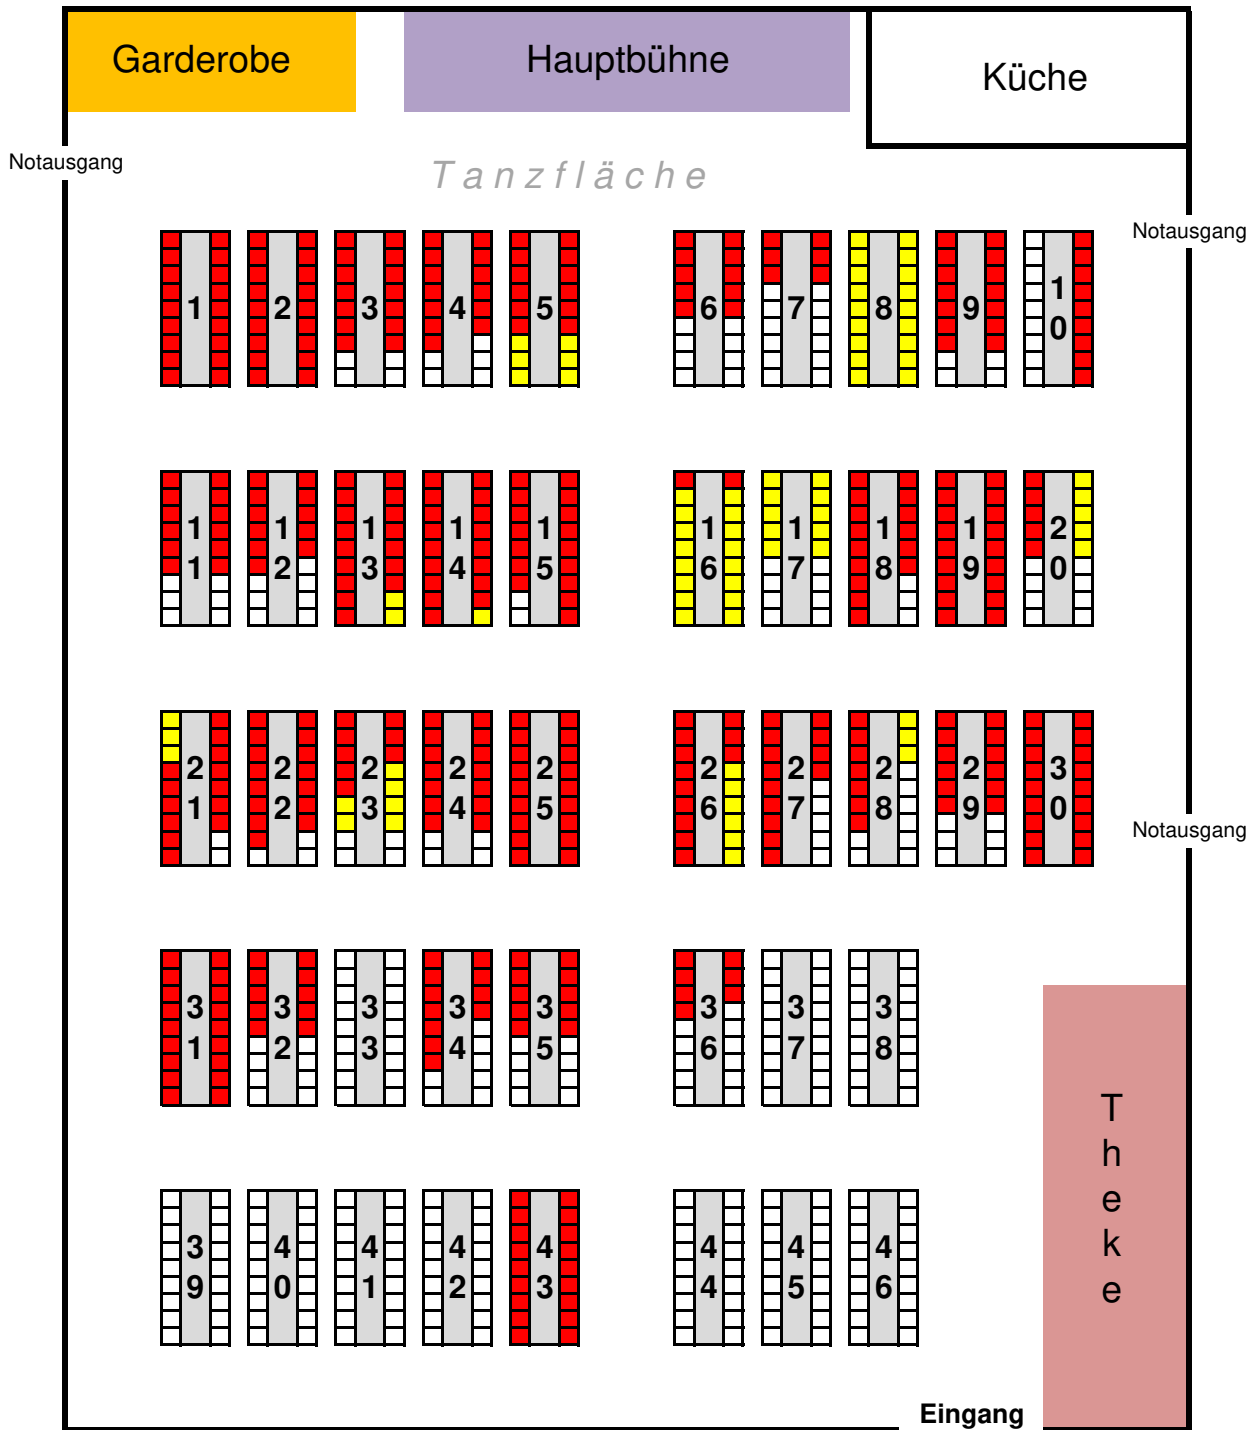 Garderobe
Hauptbühne
Küche
Notausgang
Tanzfläche
Notausgang
1 2 3 4 5 6 7 8 9 10
11 12 13 14 15 16 17 18 19 20
21 22 23 24 25 26 27 28 29 30
Notausgang
31 32 33 34 35 36 37 38
Theke
39 40 41 42 43 44 45 46
Eingang